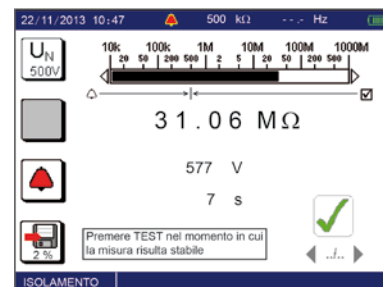 22/11/2013 10:47 500 kΩ --.- Hz
UN
500V
10k 100k 1M 10M 100M 1000M
20 50 200 500 2 5 20 50 200 500
31.06 MΩ
577 V
7 s
Premere TEST nel momento in cui
la misura risulta stabile
2 %
../..
ISOLAMENTO